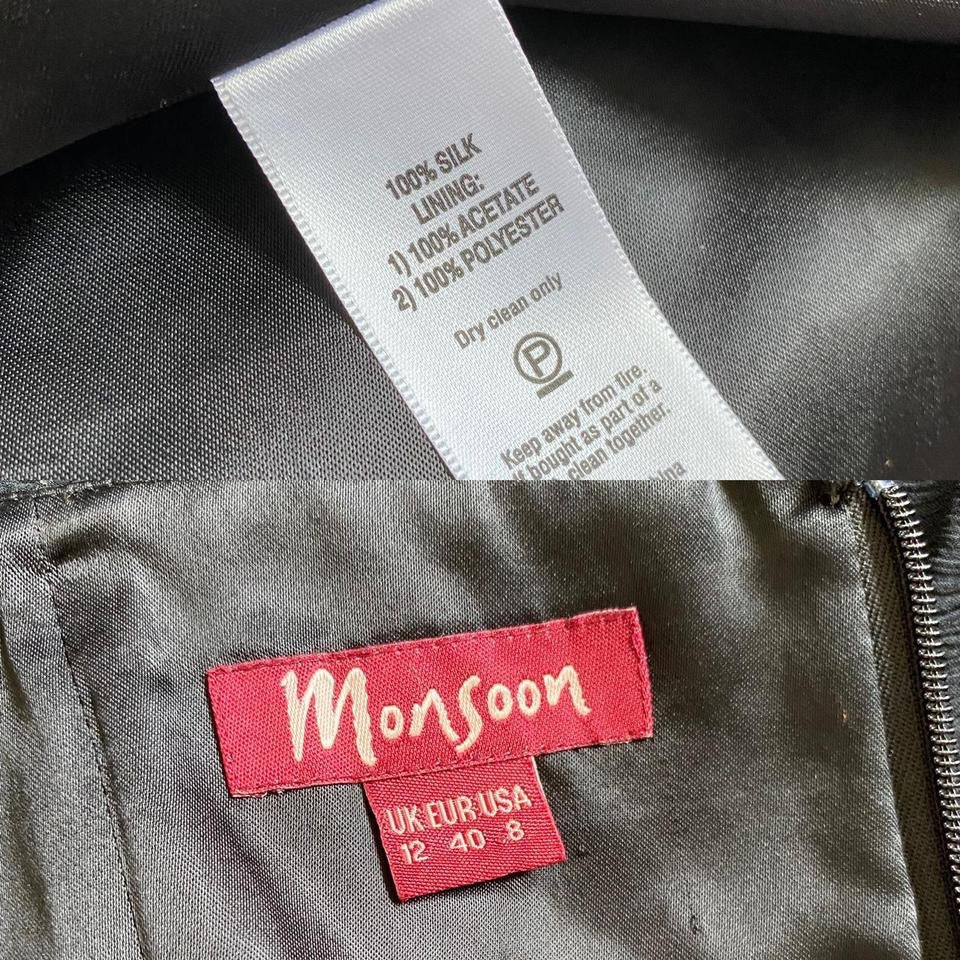 100% SILK
LINING:
1) 100% ACETATE
2) 100% POLYESTER
Dry clean only
P
Keep away from fire.
If bought as part of a
clean together.
Monsoon
UK EUR USA
12 40 8